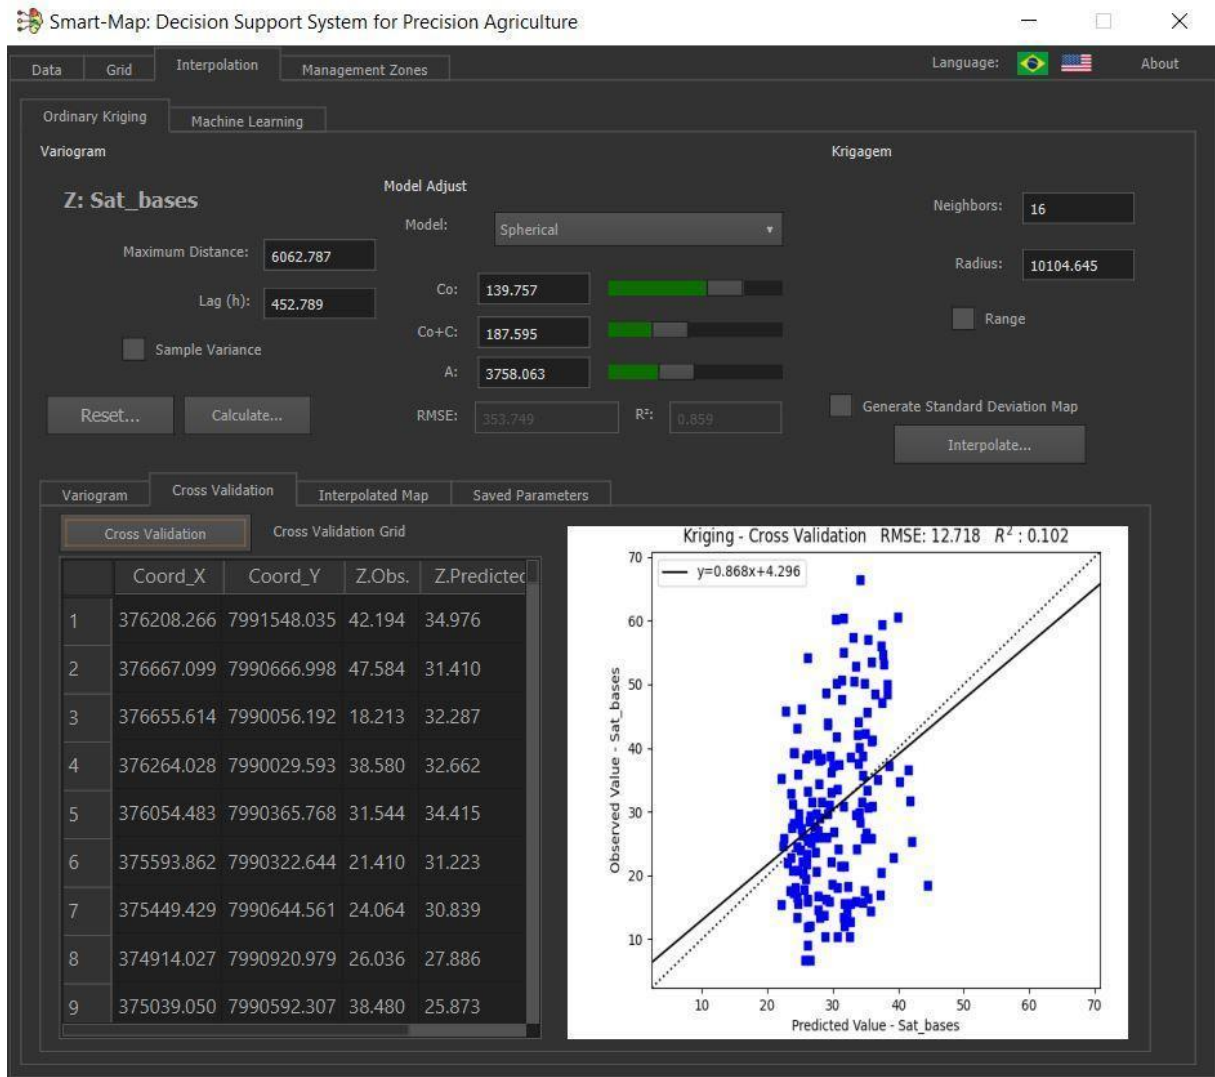 Smart-Map: Decision Support System for Precision Agriculture
Data Grid Interpolation Management Zones Language: About
Ordinary Kriging Machine Learning
Variogram Krigagem
Z: Sat_bases
Model Adjust
Model: Spherical
Neighbors: 16
Maximum Distance: 6062.787
Radius: 10104.645
Lag (h): 452.789
Co: 139.757
Range
Co+C: 187.595
Sample Variance
A: 3758.063
Reset... Calculate...
RMSE: 353.749 R²: 0.859
Generate Standard Deviation Map
Interpolate...
Variogram Cross Validation Interpolated Map Saved Parameters
Cross Validation Cross Validation Grid
Coord_X Coord_Y Z.Obs. Z.Predicted
1 376208.266 7991548.035 42.194 34.976
2 376667.099 7990666.998 47.584 31.410
3 376655.614 7990056.192 18.213 32.287
4 376264.028 7990029.593 38.580 32.662
5 376054.483 7990365.768 31.544 34.415
6 375593.862 7990322.644 21.410 31.223
7 375449.429 7990644.561 24.064 30.839
8 374914.027 7990920.979 26.036 27.886
9 375039.050 7990592.307 38.480 25.873
Kriging - Cross Validation RMSE: 12.718 R² : 0.102
y=0.868x+4.296
Observed Value - Sat_bases
70
60
50
40
30
20
10
10 20 30 40 50 60 70
Predicted Value - Sat_bases